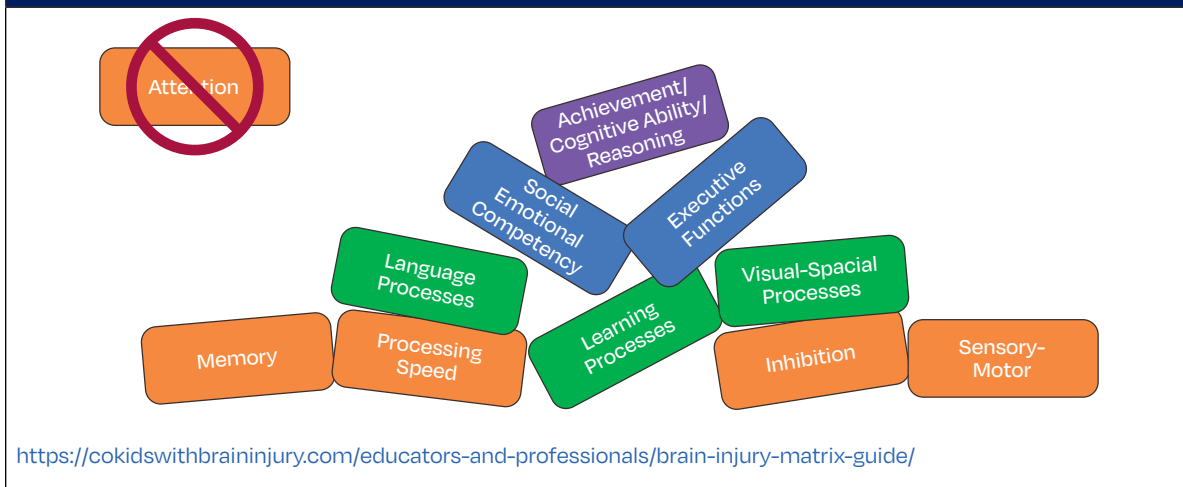 Attention
Achievement/
Cognitive Ability/
Reasoning
Social
Emotional
Competency
Executive
Functions
Language
Processes
Learning
Processes
Visual-Spacial
Processes
Memory
Processing
Speed
Inhibition
Sensory-
Motor
https://cokidswithbraininjury.com/educators-and-professionals/brain-injury-matrix-guide/